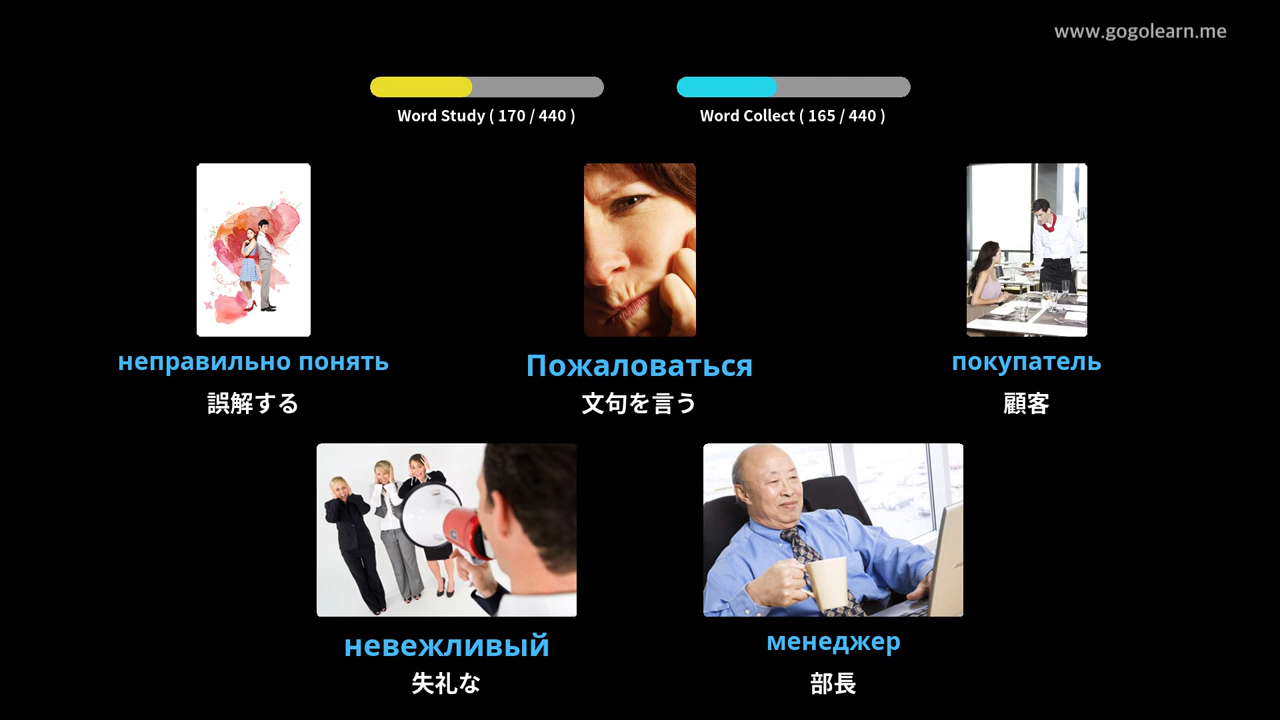 www.gogolearn.me
Word Study ( 170 / 440 )
Word Collect ( 165 / 440 )
неправильно понять
Пожаловаться
покупатель
誤解する
文句を言う
顧客
невежливый
менеджер
失礼な
部長